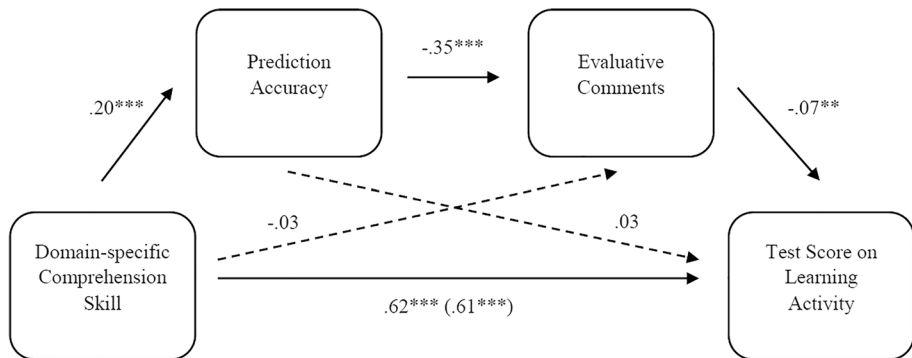 Prediction
Accuracy
-.35***
Evaluative
Comments
.20***
-.07**
-.03
.03
Domain-specific
Comprehension
Skill
Test Score on
Learning
Activity
.62*** (.61***)